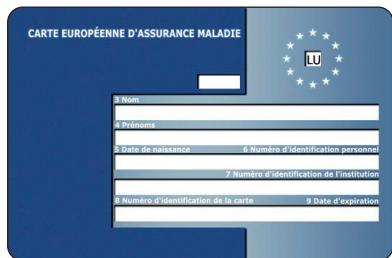 CARTE EUROPÉENNE D'ASSURANCE MALADIE
LU
3 Nom
4 Prénoms
5 Date de naissance 6 Numéro d'identification personnel
7 Numéro d'identification de l'institution
8 Numéro d'identification de la carte 9 Date d'expiration